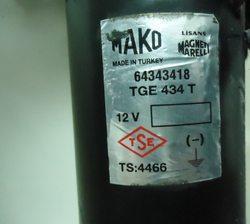 MAKO
LISANS
MAGNETI
MARELLI
MADE IN TURKEY
64343418
TGE 434 T
12 V
TSE
(-)
TS:4466